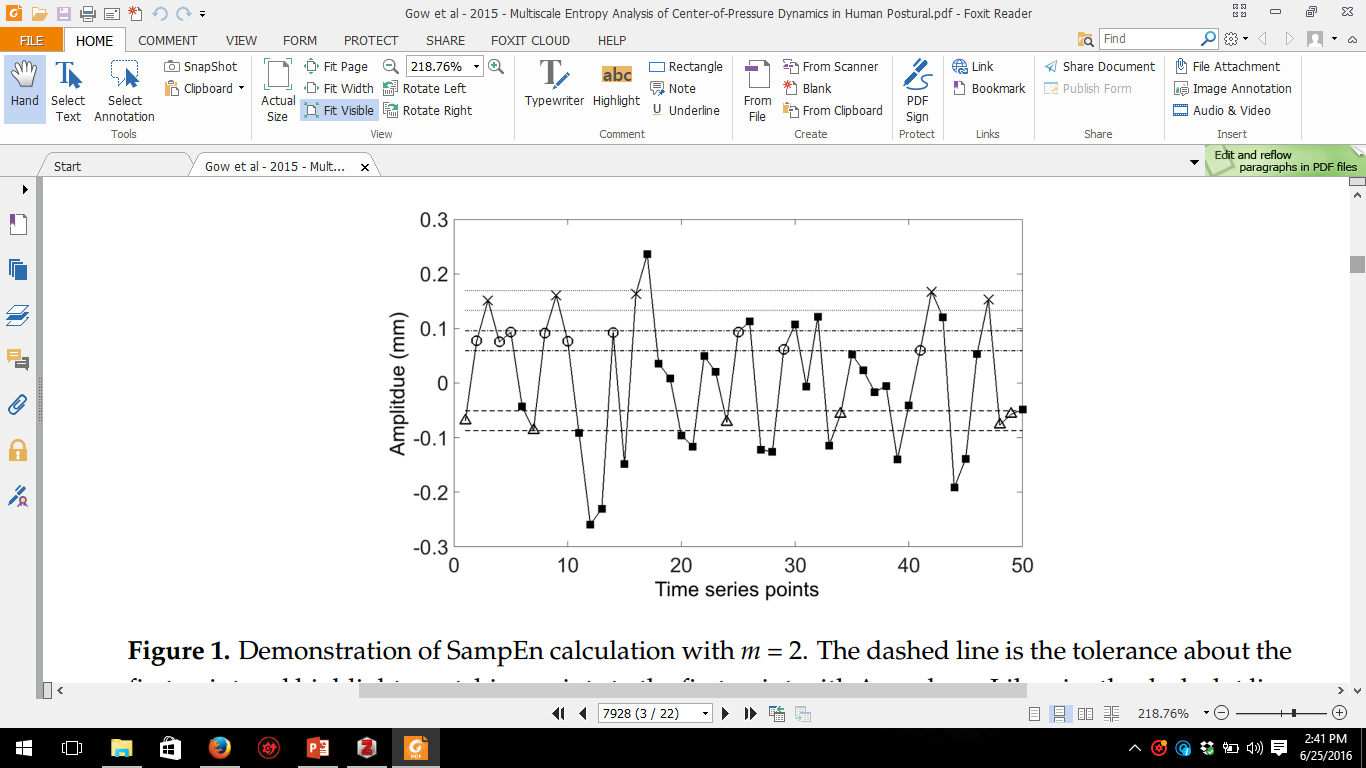 Gow et al - 2015 - Multiscale Entropy Analysis of Center-of-Pressure Dynamics in Human Postural.pdf - Foxit Reader
FILE HOME COMMENT VIEW FORM PROTECT SHARE FOXIT CLOUD HELP Find
Hand
Select Text
Select Annotation
SnapShot
Clipboard
Tools
Actual Size
Fit Page
Fit Width
Fit Visible
218.76%
Rotate Left
Rotate Right
View
Typewriter
abc
Highlight
Rectangle
Note
Underline
Comment
From File
From Scanner
Blank
From Clipboard
Create
PDF Sign
Protect
Link
Bookmark
Links
Share Document
Publish Form
Share
File Attachment
Image Annotation
Audio & Video
Insert
Start
Gow et al - 2015 - Mult...
Edit and reflow
paragraphs in PDF files
0.3
0.2
0.1
0
-0.1
-0.2
-0.3
Amplitdue (mm)
0 10 20 30 40 50
Time series points
Figure 1. Demonstration of SampEn calculation with m = 2. The dashed line is the tolerance about the
7928 (3 / 22)
218.76%
2:41 PM
6/25/2016